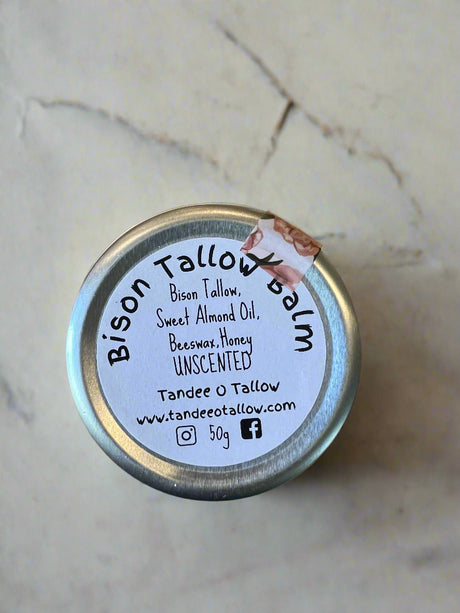 Bison Tallow Balm
Bison Tallow,
Sweet Almond Oil,
Beeswax, Honey
UNSCENTED
Tandee O Tallow
www.tandeeotallow.com
50g